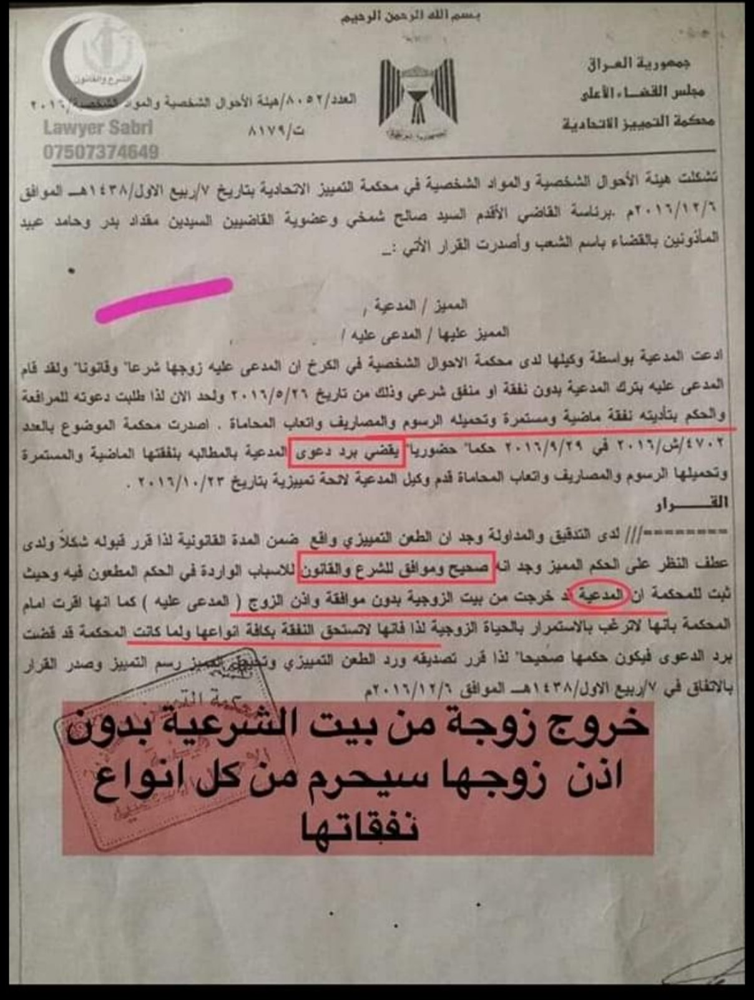 بسم الله الرحمن الرحيم
جمهورية العراق
مجلس القضاء الأعلى
محكمة التمييز الاتحادية
جمهورية العراق
الشرع والقانون
العدد/٨٠٥٢/هيئة الأحوال الشخصية والمواد الشخصية/٢٠١٦
ت/٨١٧٩
Lawyer Sabri
07507374649
تشكلت هيئة الأحوال الشخصية والمواد الشخصية في محكمة التمييز الاتحادية بتاريخ ٧/ربيع الاول/١٤٣٨هـ الموافق
٢٠١٦/١٢/٦م .برئاسة القاضي الأقدم السيد صالح شمخي وعضوية القاضيين السيدين مقداد بدر وحامد عبيد
المأذونين بالقضاء باسم الشعب وأصدرت القرار الأتي :_
المميز / المدعية
المميز عليها / المدعى عليه /
ادعت المدعية بواسطة وكيلها لدى محكمة الاحوال الشخصية في الكرخ ان المدعى عليه زوجها شرعا" وقانونا" ولقد قام
المدعى عليه بترك المدعية بدون نفقة او منفق شرعي وذلك من تاريخ ٢٠١٦/٥/٢٦ ولحد الان لذا طلبت دعوته للمرافعة
والحكم بتأديته نفقة ماضية ومستمرة وتحميله الرسوم والمصاريف واتعاب المحاماة . اصدرت محكمة الموضوع بالعدد
٤٧٠٢/ش/٢٠١٦ في ٢٠١٦/٩/٢٩ حكما" حضوريا" يقضي برد دعوى المدعية بالمطالبه بنفقتها الماضية والمستمرة
وتحميلها الرسوم والمصاريف واتعاب المحاماة قدم وكيل المدعية لائحة تمييزية بتاريخ ٢٠١٦/١٠/٢٣ .
القـــــرار
========/// لدى التدقيق والمداولة وجد ان الطعن التمييزي واقع ضمن المدة القانونية لذا قرر قبوله شكلاً ولدى
عطف النظر على الحكم المميز وجد انه صحيح وموافق للشرع والقانون للاسباب الواردة في الحكم المطعون فيه وحيث
ثبت للمحكمة ان المدعية قد خرجت من بيت الزوجية بدون موافقة واذن الزوج ( المدعى عليه ) كما انها اقرت امام
المحكمة بأنها لاترغب بالاستمرار بالحياة الزوجية لذا فانها لاتستحق النفقة بكافة انواعها ولما كانت المحكمة قد قضت
برد الدعوى فيكون حكمها صحيحا" لذا قرر تصديقه ورد الطعن التمييزي وتحميل المميز رسم التمييز وصدر القرار
بالاتفاق في ٧/ربيع الاول/١٤٣٨هـ الموافق ٢٠١٦/١٢/٦م
محكمة التمييز
خروج زوجة من بيت الشرعية بدون
اذن زوجها سيحرم من كل انواع
نفقاتها